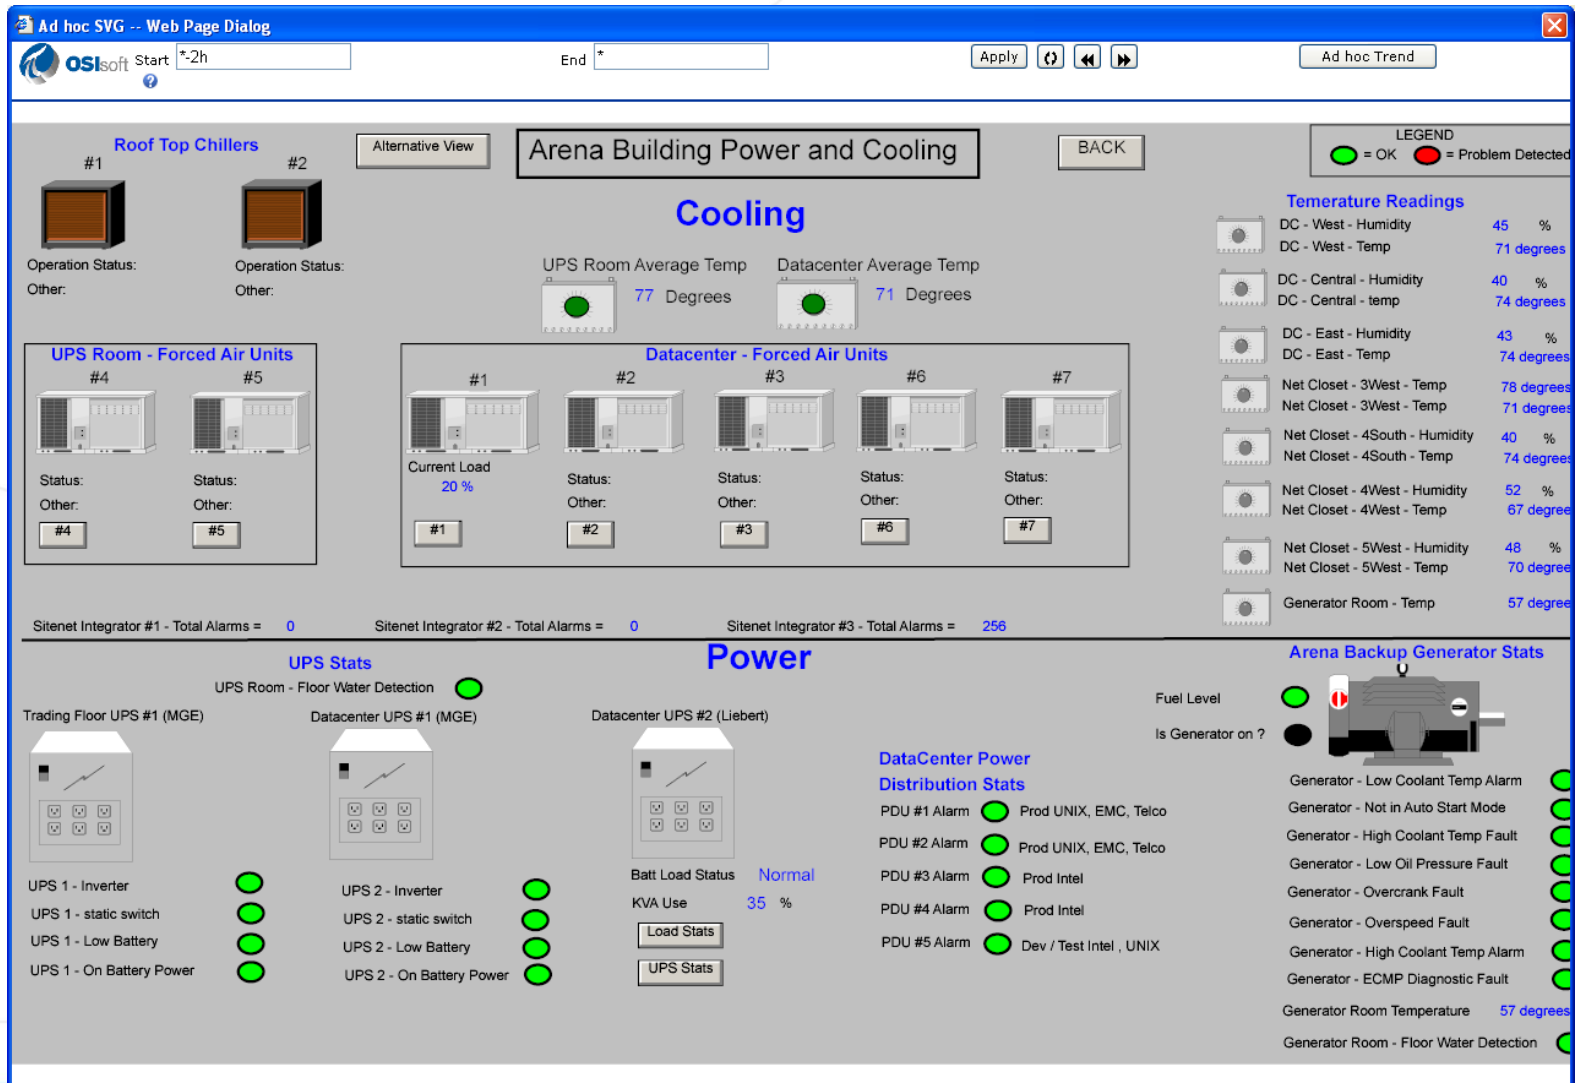 Ad hoc SVG -- Web Page Dialog
OSIsoft Start *-2h End * Apply Ad hoc Trend
Roof Top Chillers
#1 #2
Alternative View
Arena Building Power and Cooling
BACK
LEGEND
= OK = Problem Detected
Operation Status: Operation Status:
Other: Other:
Cooling
UPS Room Average Temp Datacenter Average Temp
77 Degrees 71 Degrees
Temerature Readings
DC - West - Humidity 45 %
DC - West - Temp 71 degrees
DC - Central - Humidity 40 %
DC - Central - temp 74 degrees
DC - East - Humidity 43 %
DC - East - Temp 74 degrees
Net Closet - 3West - Temp 78 degrees
Net Closet - 3West - Temp 71 degrees
Net Closet - 4South - Humidity 40 %
Net Closet - 4South - Temp 74 degrees
Net Closet - 4West - Humidity 52 %
Net Closet - 4West - Temp 67 degree
Net Closet - 5West - Humidity 48 %
Net Closet - 5West - Temp 70 degree
Generator Room - Temp 57 degree
UPS Room - Forced Air Units
#4 #5
Status: Status:
Other: Other:
#4 #5
Datacenter - Forced Air Units
#1 #2 #3 #6 #7
Current Load
20 %
Status: Status: Status: Status:
Other: Other: Other: Other:
#1 #2 #3 #6 #7
Sitenet Integrator #1 - Total Alarms = 0 Sitenet Integrator #2 - Total Alarms = 0 Sitenet Integrator #3 - Total Alarms = 256
Power
UPS Stats
UPS Room - Floor Water Detection
Trading Floor UPS #1 (MGE) Datacenter UPS #1 (MGE) Datacenter UPS #2 (Liebert)
UPS 1 - Inverter
UPS 1 - static switch
UPS 1 - Low Battery
UPS 1 - On Battery Power
UPS 2 - Inverter
UPS 2 - static switch
UPS 2 - Low Battery
UPS 2 - On Battery Power
Batt Load Status Normal
KVA Use 35 %
Load Stats
UPS Stats
DataCenter Power
Distribution Stats
PDU #1 Alarm Prod UNIX, EMC, Telco
PDU #2 Alarm Prod UNIX, EMC, Telco
PDU #3 Alarm Prod Intel
PDU #4 Alarm Prod Intel
PDU #5 Alarm Dev / Test Intel , UNIX
Arena Backup Generator Stats
Fuel Level
Is Generator on ?
Generator - Low Coolant Temp Alarm
Generator - Not in Auto Start Mode
Generator - High Coolant Temp Fault
Generator - Low Oil Pressure Fault
Generator - Overcrank Fault
Generator - Overspeed Fault
Generator - High Coolant Temp Alarm
Generator - ECMP Diagnostic Fault
Generator Room Temperature 57 degrees
Generator Room - Floor Water Detection